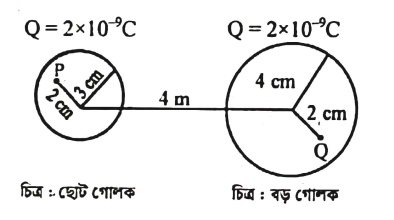 Q = 2×10⁻⁹C
Q = 2×10⁻⁹C
P
2 cm
3 cm
4 m
4 cm
2 cm
Q
চিত্র : ছোট গোলক
চিত্র : বড় গোলক